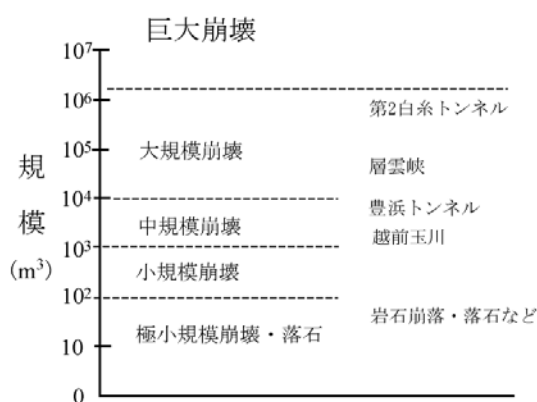 巨大崩壊
10⁷
10⁶
第2白糸トンネル
10⁵
大規模崩壊
層雲峡
10⁴
豊浜トンネル
中規模崩壊
越前玉川
10³
小規模崩壊
10²
岩石崩落・落石など
極小規模崩壊・落石
10
0
規模
(m³)